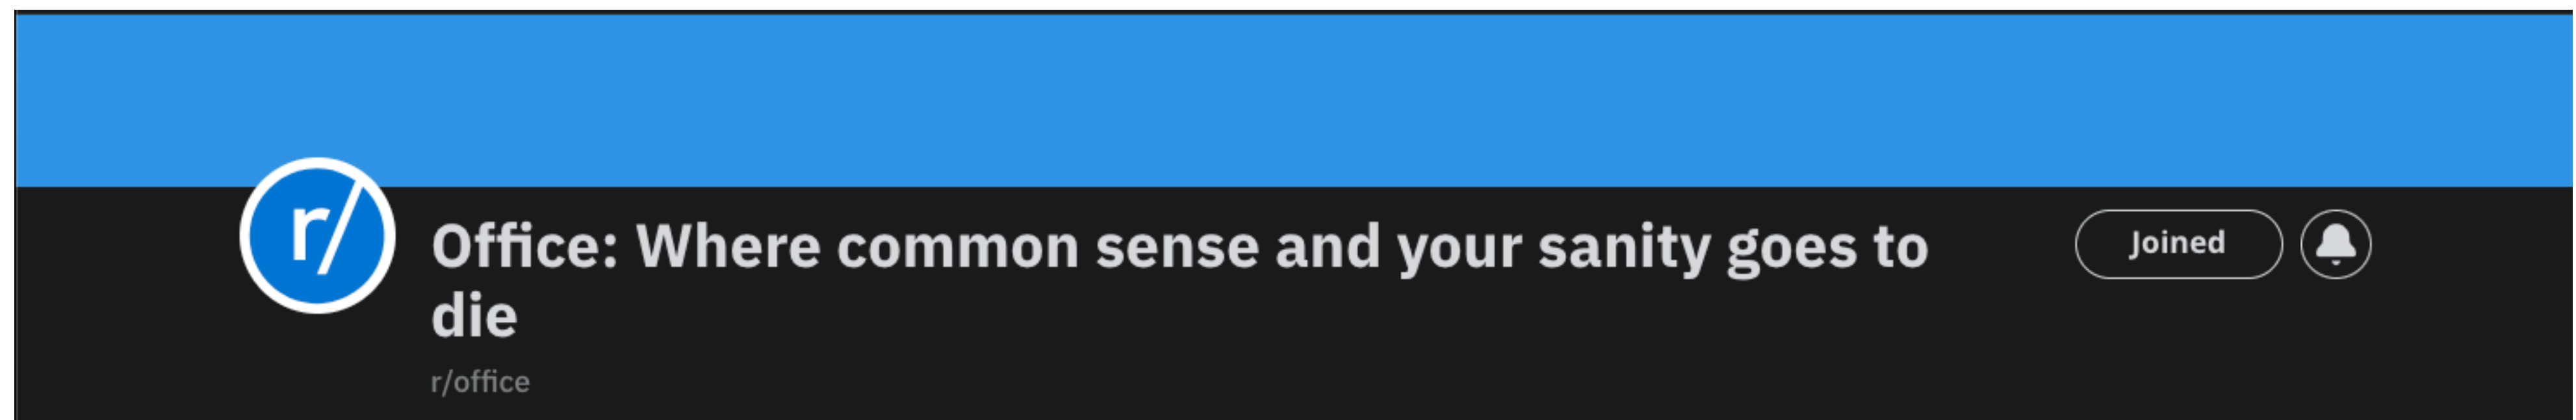 r/
Office: Where common sense and your sanity goes to
die
Joined
r/office